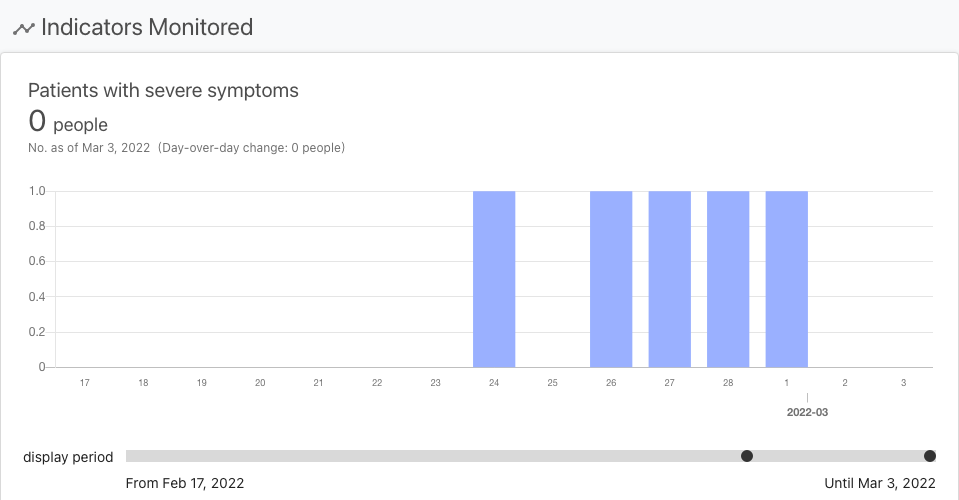 Indicators Monitored
Patients with severe symptoms
0 people
No. as of Mar 3, 2022 (Day-over-day change: 0 people)
1.0
0.8
0.6
0.4
0.2
0
17 18 19 20 21 22 23 24 25 26 27 28 1 2 3
2022-03
display period
From Feb 17, 2022 Until Mar 3, 2022